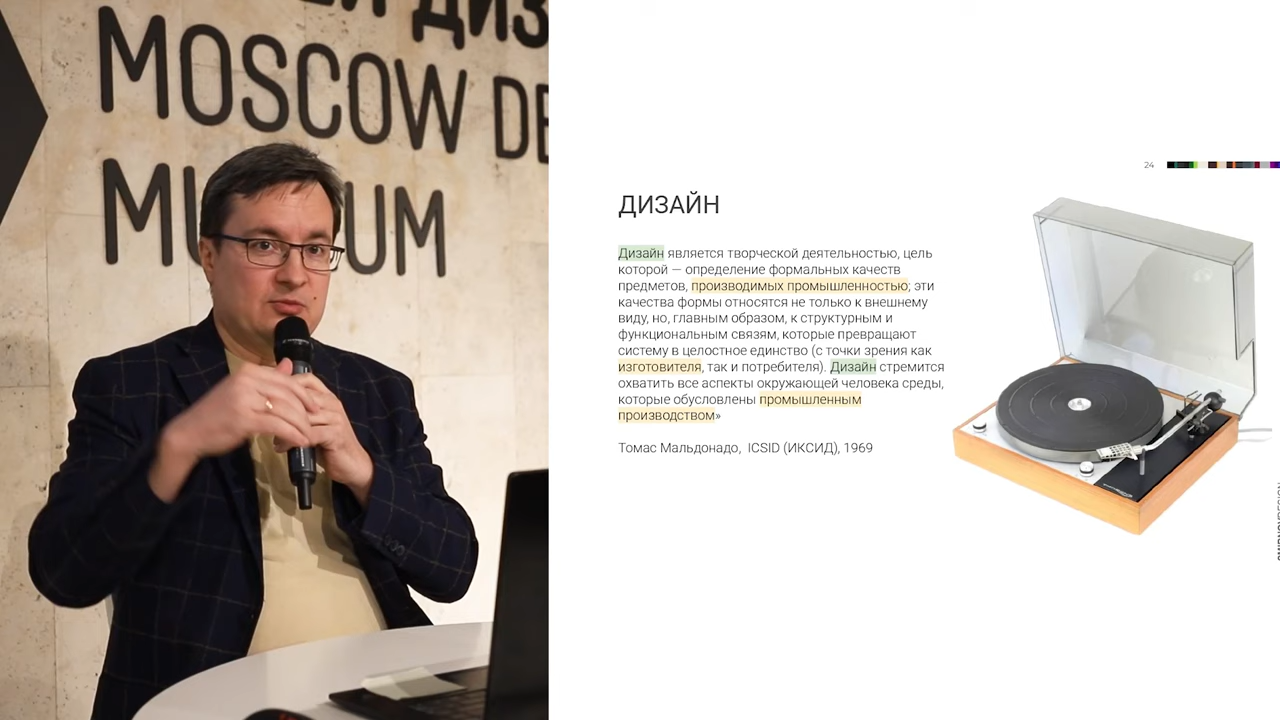 ДИЗ
MOSCOW DE
MU UM
24
ДИЗАЙН
Дизайн является творческой деятельностью, цель
которой — определение формальных качеств
предметов, производимых промышленностью; эти
качества формы относятся не только к внешнему
виду, но, главным образом, к структурным и
функциональным связям, которые превращают
систему в целостное единство (с точки зрения как
изготовителя, так и потребителя). Дизайн стремится
охватить все аспекты окружающей человека среды,
которые обусловлены промышленным
производством»
Томас Мальдонадо, ICSID (ИКСИД), 1969